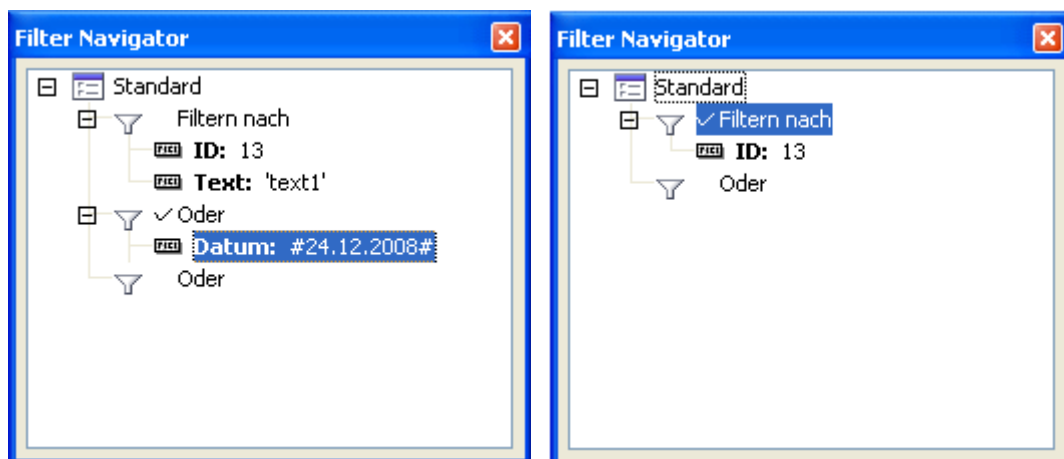 Filter Navigator
Standard
Filtern nach
ID: 13
Text: 'text1'
Oder
Datum: #24.12.2008#
Oder
Filter Navigator
Standard
Filtern nach
ID: 13
Oder